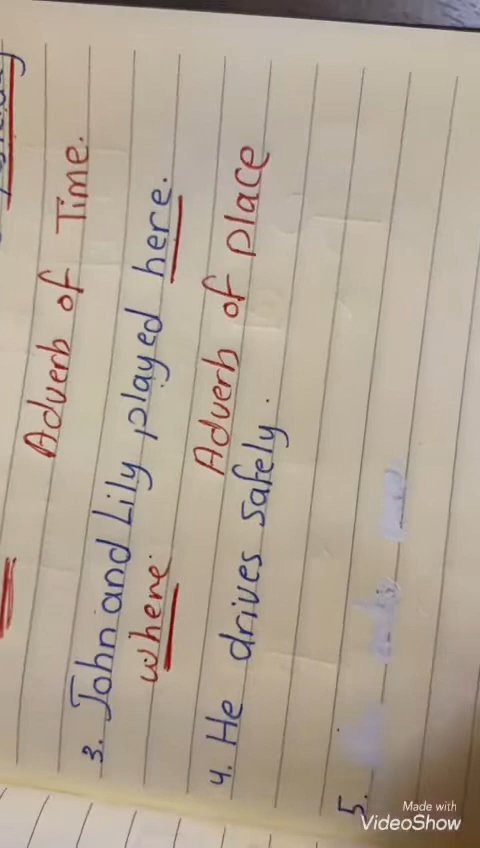 Adverb of Time.
3. John and Lily played here.
where. Adverb of place
4. He drives safely.
5.
Made with
VideoShow